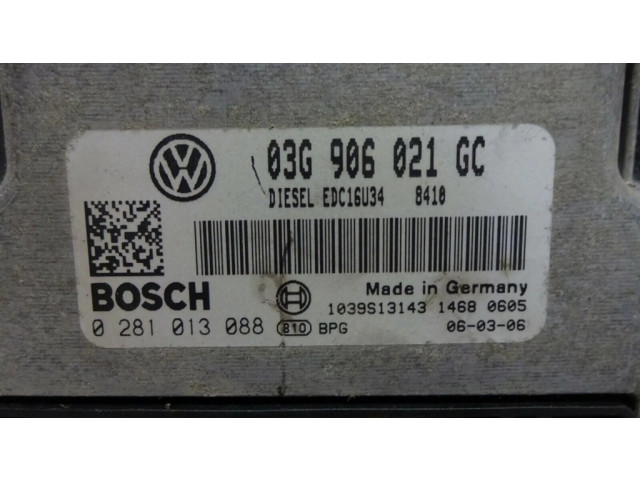 03G 906 021 GC
DIESEL EDC16U34 8410
BOSCH
Made in Germany
1039S13143 1468 0605
0 281 013 088 810 BPG 06-03-06